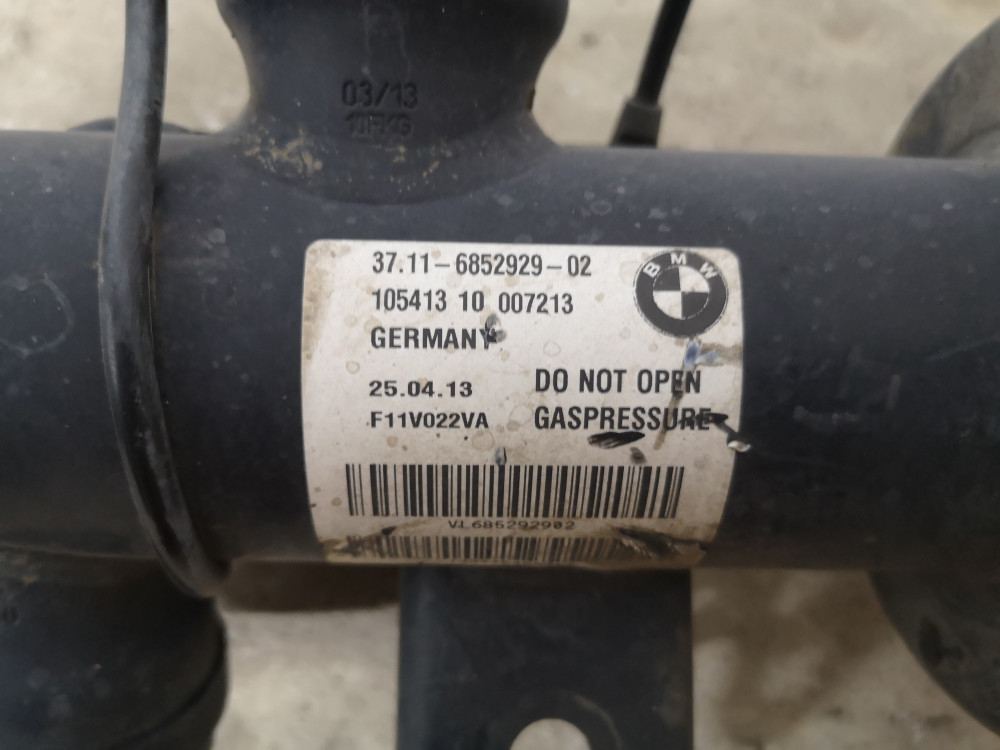 03/13
37.11-6852929-02
BMW
105413 10 007213
GERMANY
25.04.13 DO NOT OPEN
F11V022VA GASPRESSURE
VL685292902